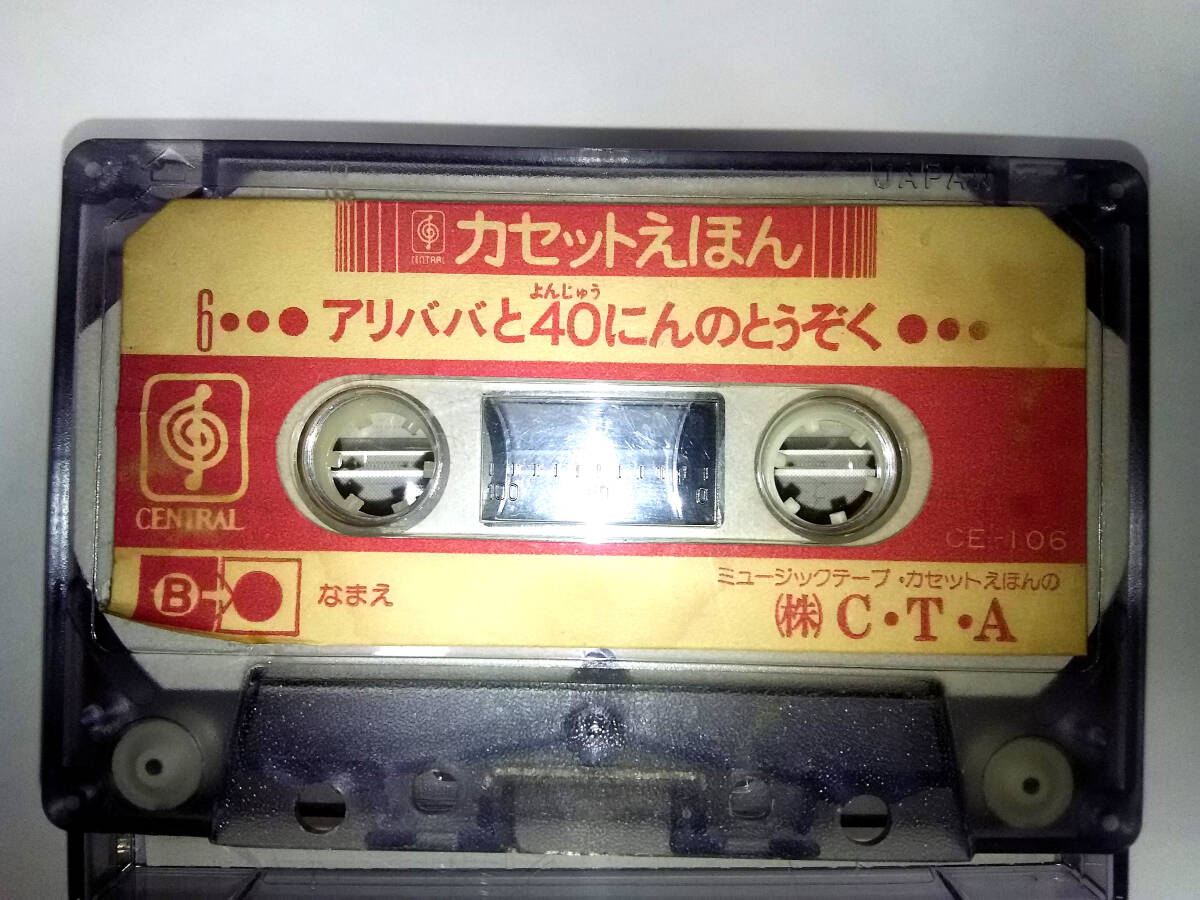 JAPAN
CENTRAL
カセットえほん
よんじゅう
6•••アリババと40にんのとうぞく•••
CENTRAL
100
0
CE-106
B
なまえ
ミュージックテープ・カセットえほんの
(株)C・T・A